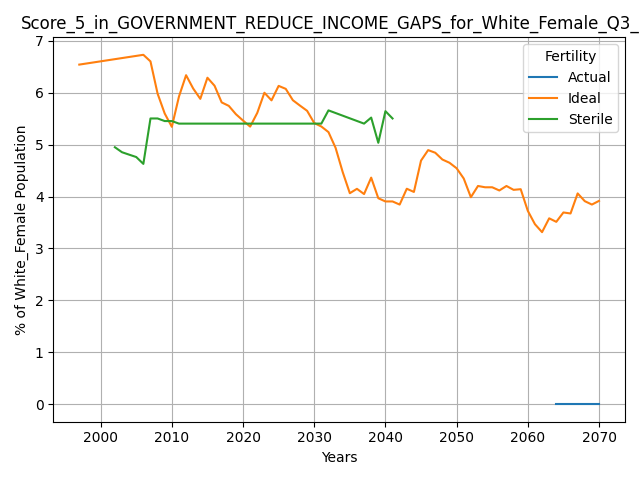 Score_5_in_GOVERNMENT_REDUCE_INCOME_GAPS_for_White_Female_Q3_
Fertility
Actual
Ideal
Sterile
% of White_Female Population
7
6
5
4
3
2
1
0
2000 2010 2020 2030 2040 2050 2060 2070
Years